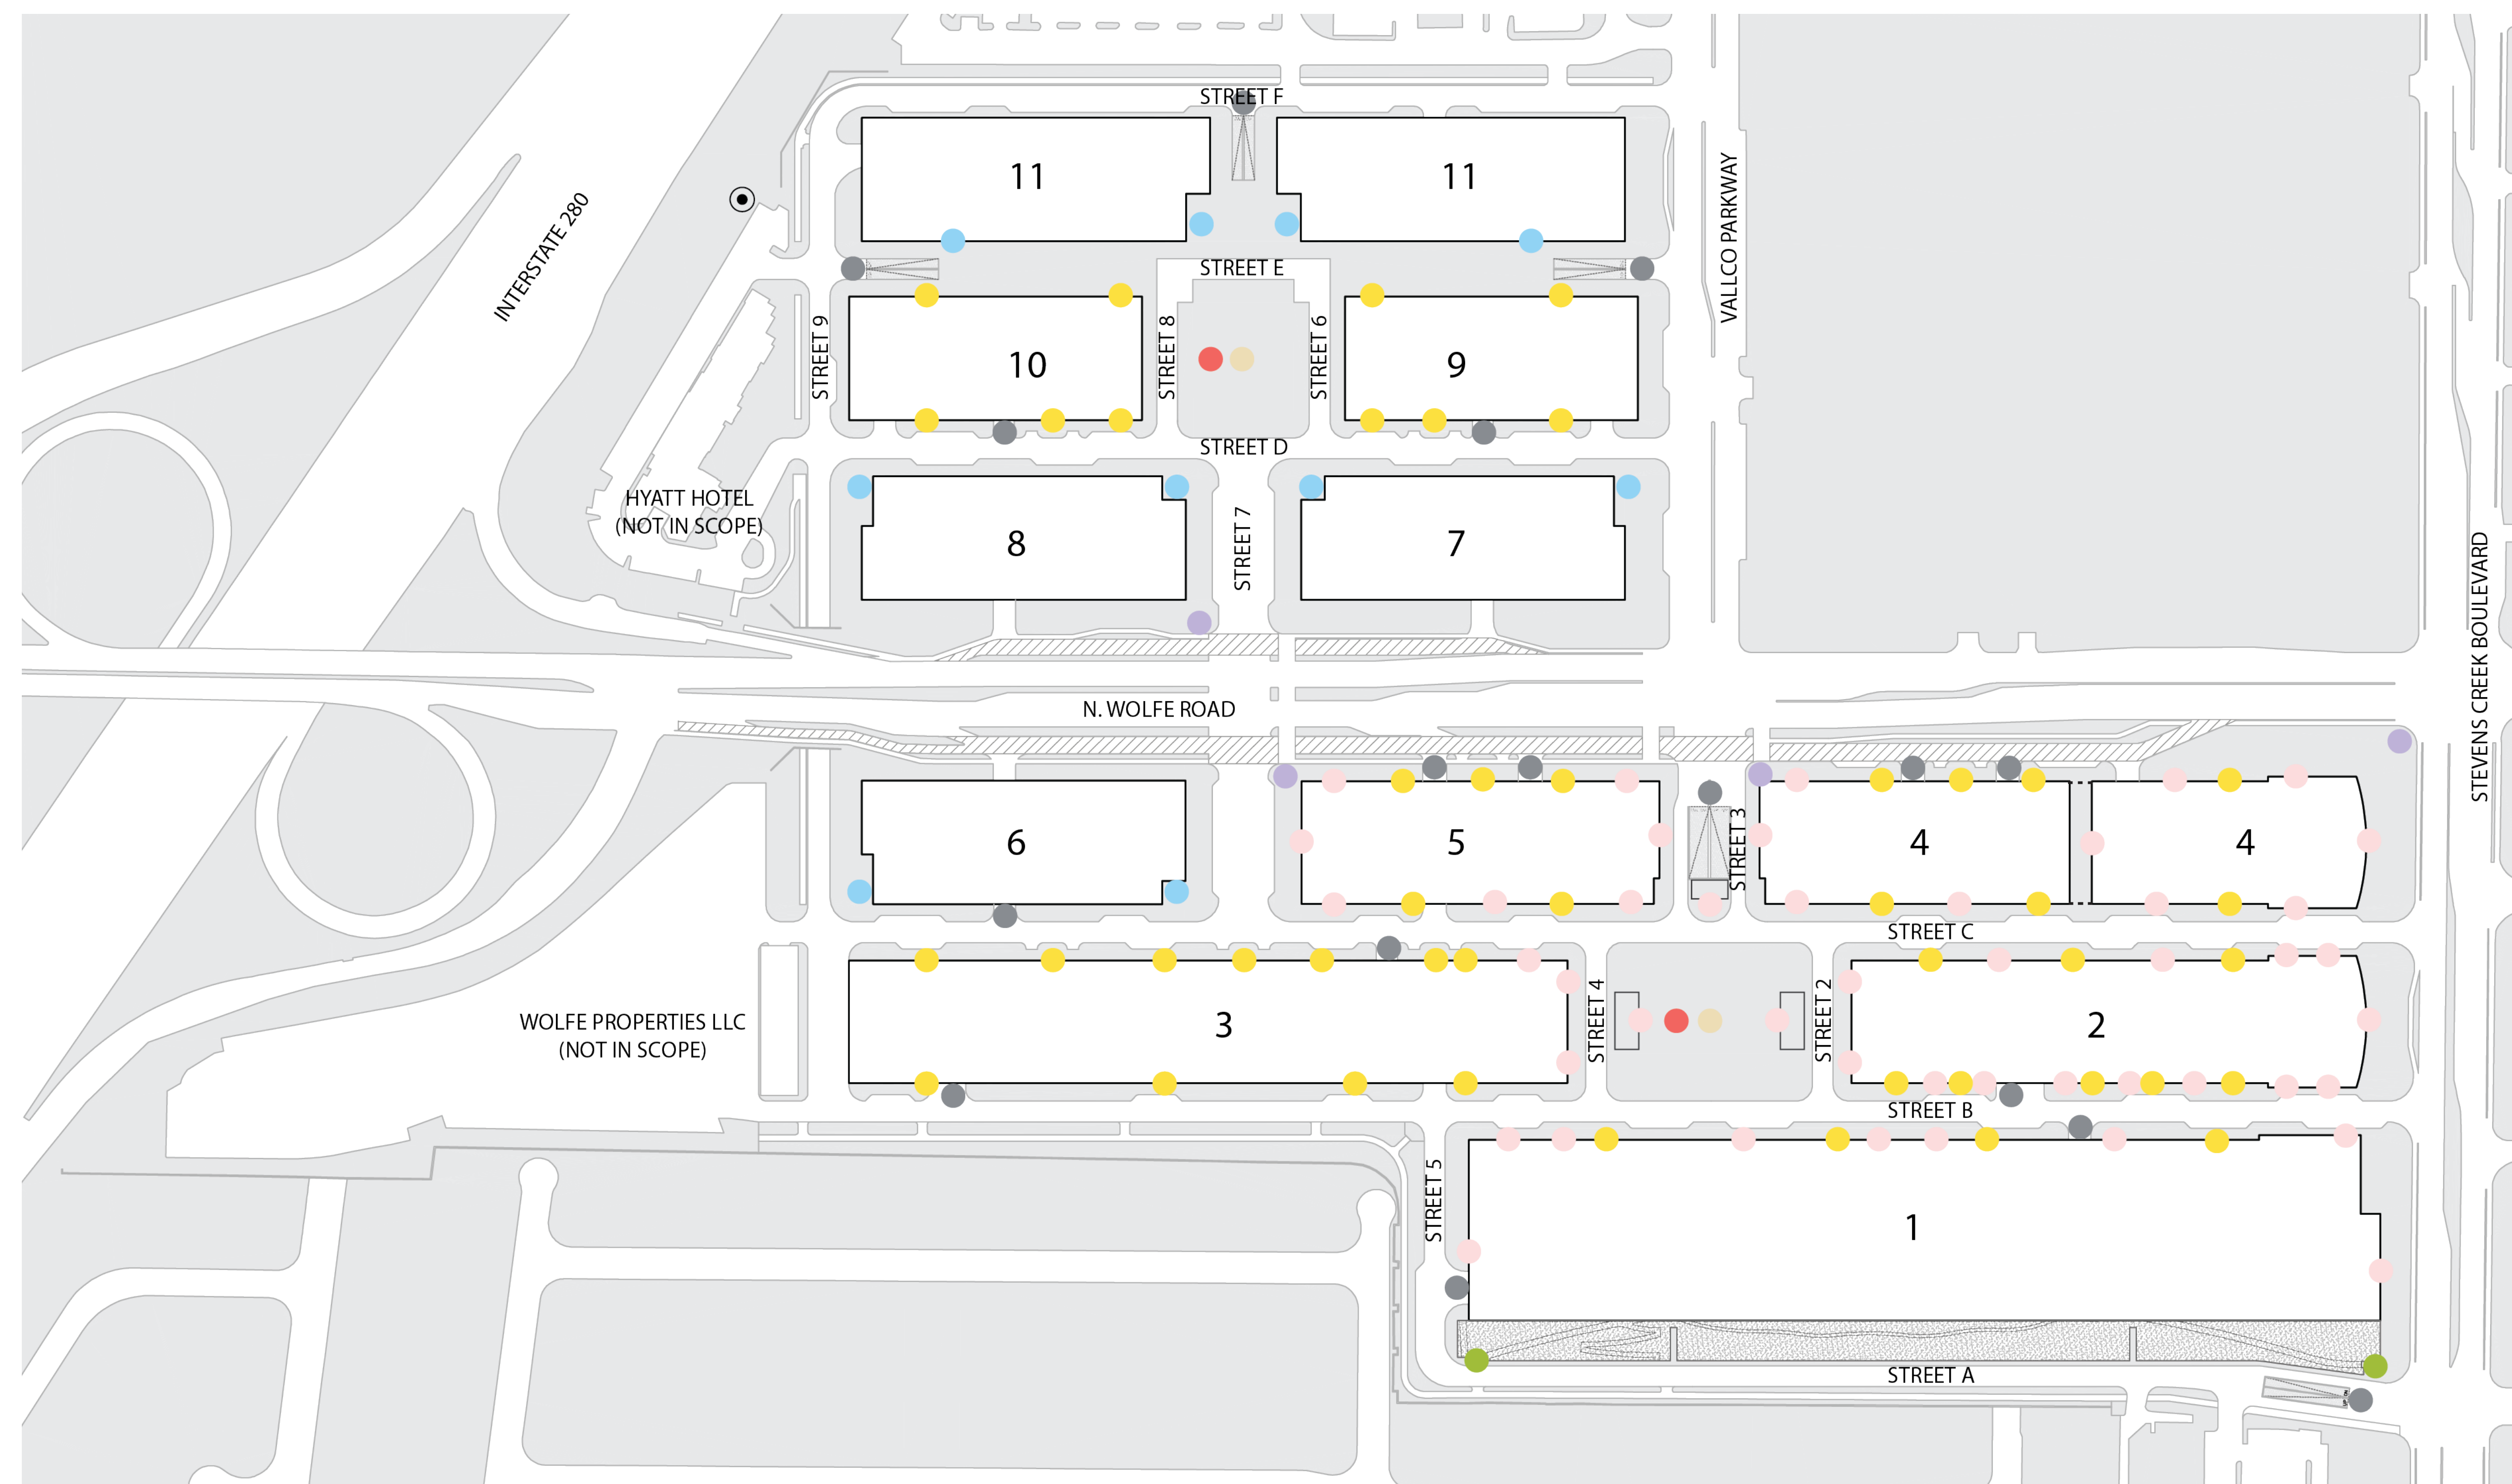 STREET F
11
11
INTERSTATE 280
VALLCO PARKWAY
STREET E
STREET 9
10
STREET 8
STREET 6
9
STREET D
HYATT HOTEL
(NOT IN SCOPE)
8
STREET 7
7
STEVENS CREEK BOULEVARD
N. WOLFE ROAD
6
5
STREET 3
4
4
STREET C
WOLFE PROPERTIES LLC
(NOT IN SCOPE)
3
STREET 4
STREET 2
2
STREET B
STREET 5
1
STREET A